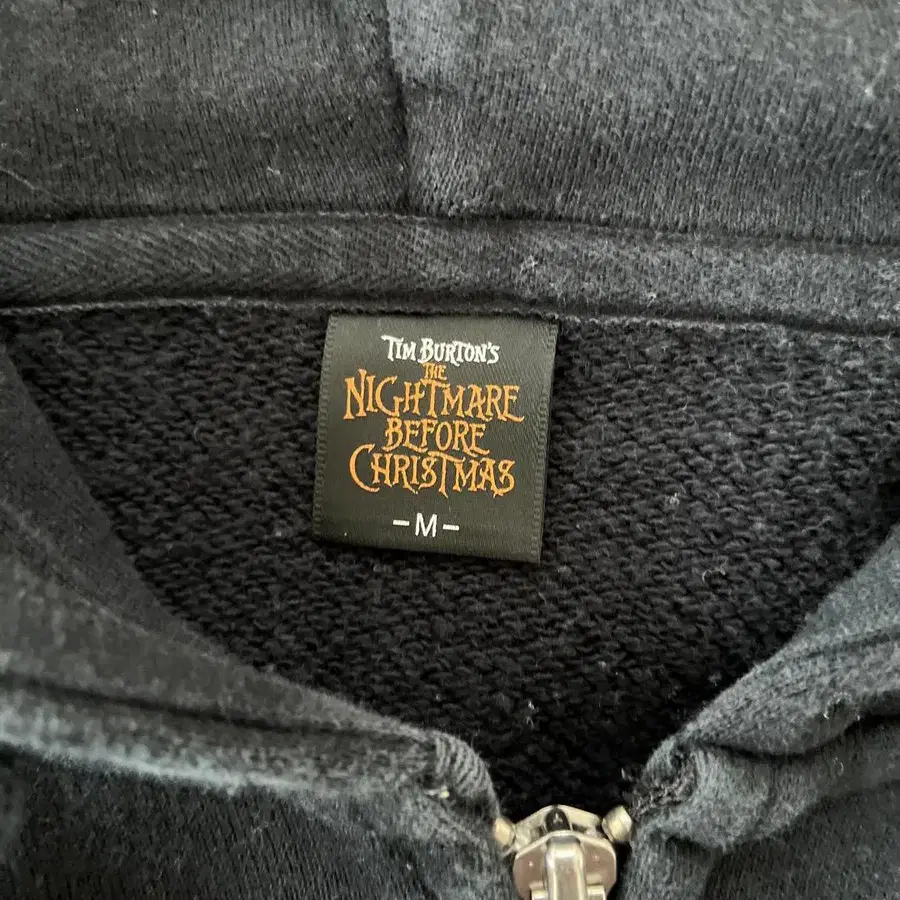 TIM BURTON'S
THE
NIGHTMARE
BEFORE
CHRISTMAS
-M-